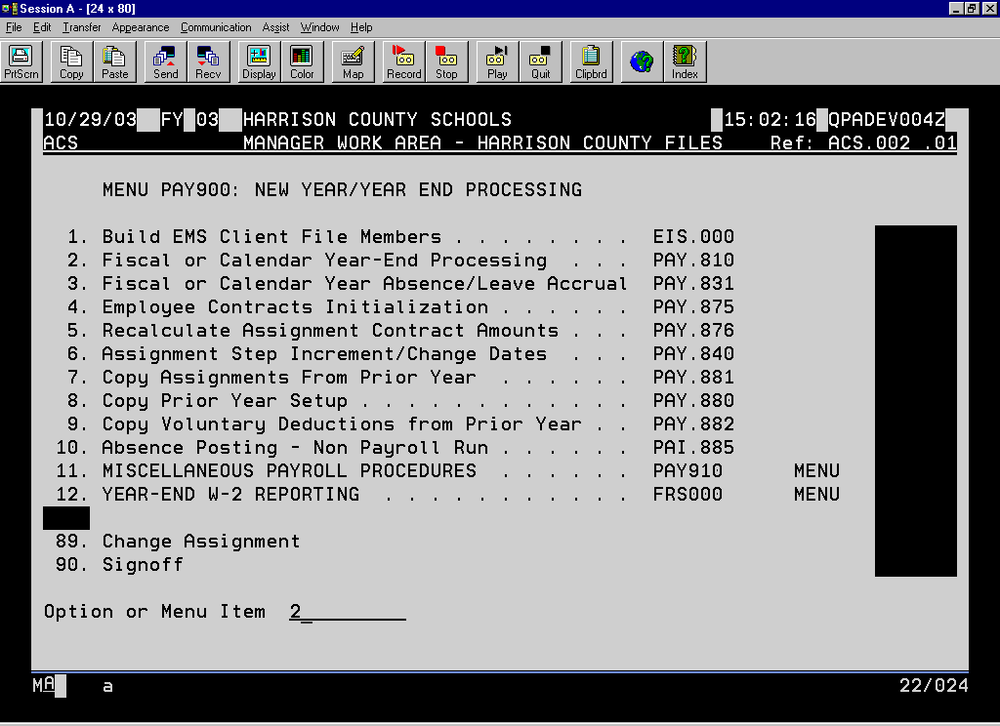 Session A - [24 x 80]
File Edit Transfer Appearance Communication Assist Window Help
PrtScrn Copy Paste Send Recv Display Color Map Record Stop Play Quit Clipbrd Index
10/29/03 FY 03 HARRISON COUNTY SCHOOLS 15:02:16 QPADEV004Z
ACS MANAGER WORK AREA - HARRISON COUNTY FILES Ref: ACS.002 .01
MENU PAY900: NEW YEAR/YEAR END PROCESSING
1. Build EMS Client File Members . . . . . . . . EIS.000
2. Fiscal or Calendar Year-End Processing . . . PAY.810
3. Fiscal or Calendar Year Absence/Leave Accrual PAY.831
4. Employee Contracts Initialization . . . . . . PAY.875
5. Recalculate Assignment Contract Amounts . . . PAY.876
6. Assignment Step Increment/Change Dates . . . PAY.840
7. Copy Assignments From Prior Year . . . . . . PAY.881
8. Copy Prior Year Setup . . . . . . . . . . . . PAY.880
9. Copy Voluntary Deductions from Prior Year . . PAY.882
10. Absence Posting - Non Payroll Run . . . . . . PAI.885
11. MISCELLANEOUS PAYROLL PROCEDURES . . . . . . PAY910 MENU
12. YEAR-END W-2 REPORTING . . . . . . . . . . . FRS000 MENU
89. Change Assignment
90. Signoff
Option or Menu Item 2_
MA a 22/024